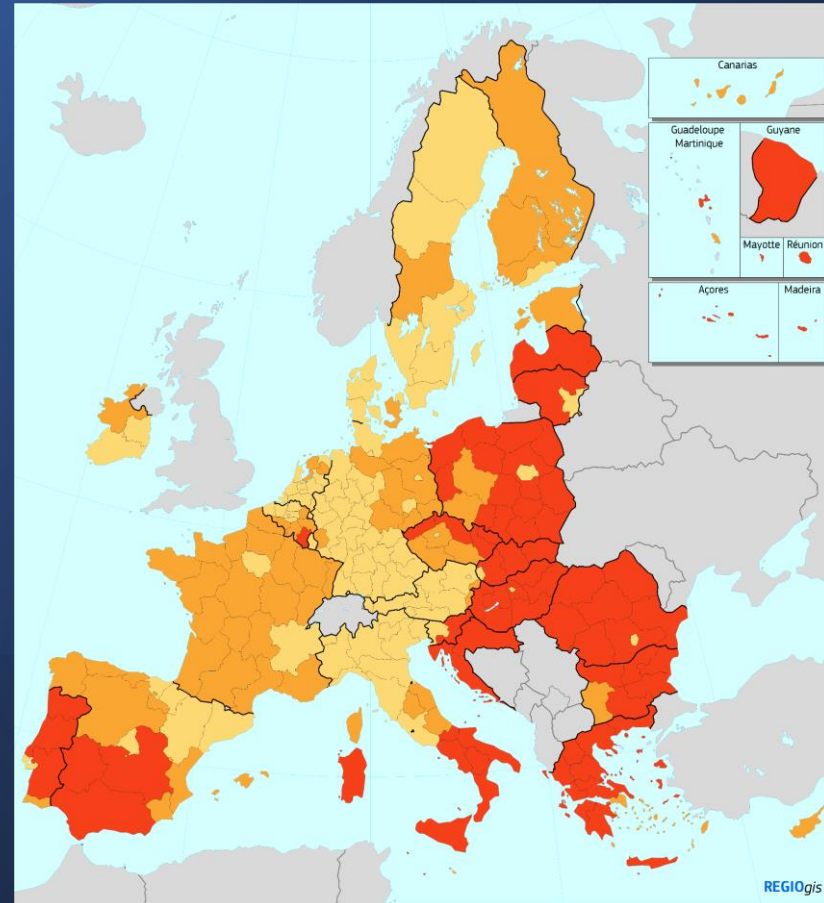 Canarias
Guadeloupe
Martinique
Guyane
Mayotte
Réunion
Açores
Madeira
REGIOgis